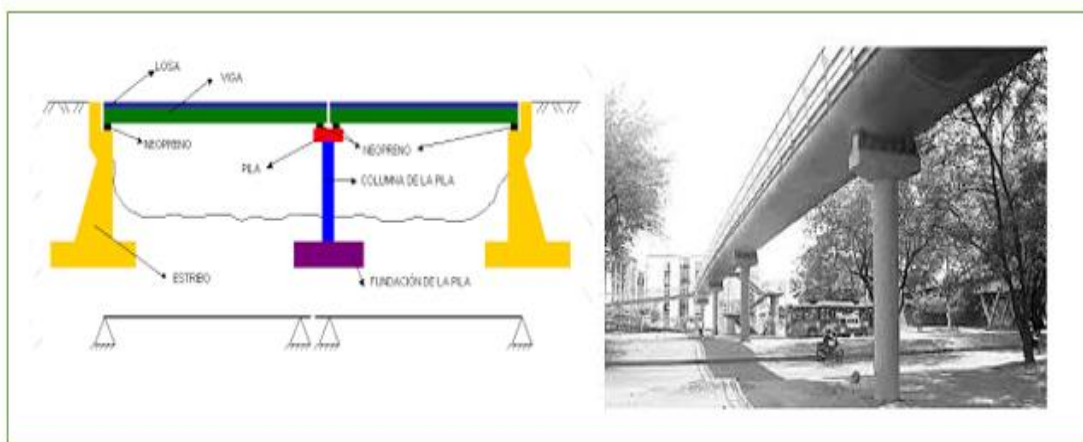 LOSA
VIGA
NEOPRENO
NEOPRENO
PILA
COLUMNA DE LA PILA
ESTRIBO
FUNDACIÓN DE LA PILA